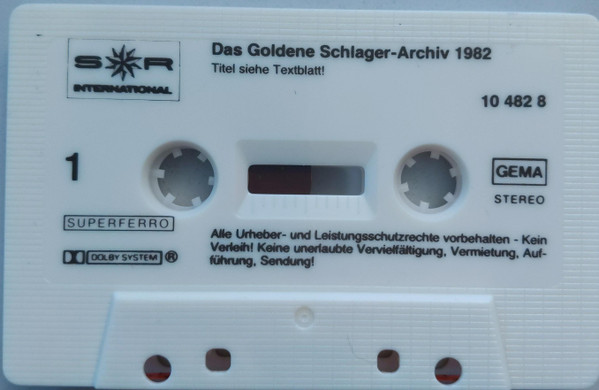 S R
INTERNATIONAL
Das Goldene Schlager-Archiv 1982
Titel siehe Textblatt!
10 482 8
1
GEMA
STEREO
SUPERFERRO
DOLBY SYSTEM ®
Alle Urheber- und Leistungsschutzrechte vorbehalten - Kein
Verleih! Keine unerlaubte Vervielfältigung, Vermietung, Auf-
führung, Sendung!